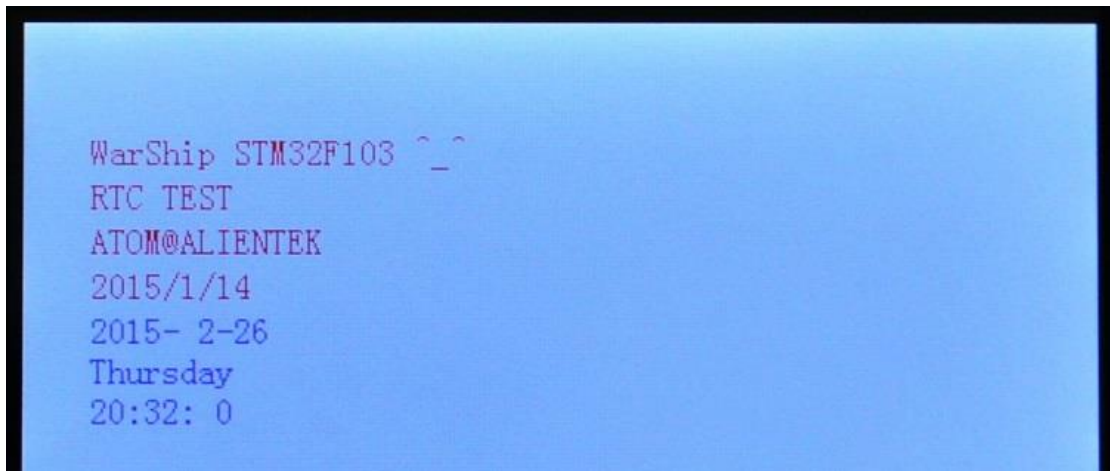 WarShip STM32F103 ^_^
RTC TEST
ATOM@ALIENTEK
2015/1/14
2015- 2-26
Thursday
20:32: 0